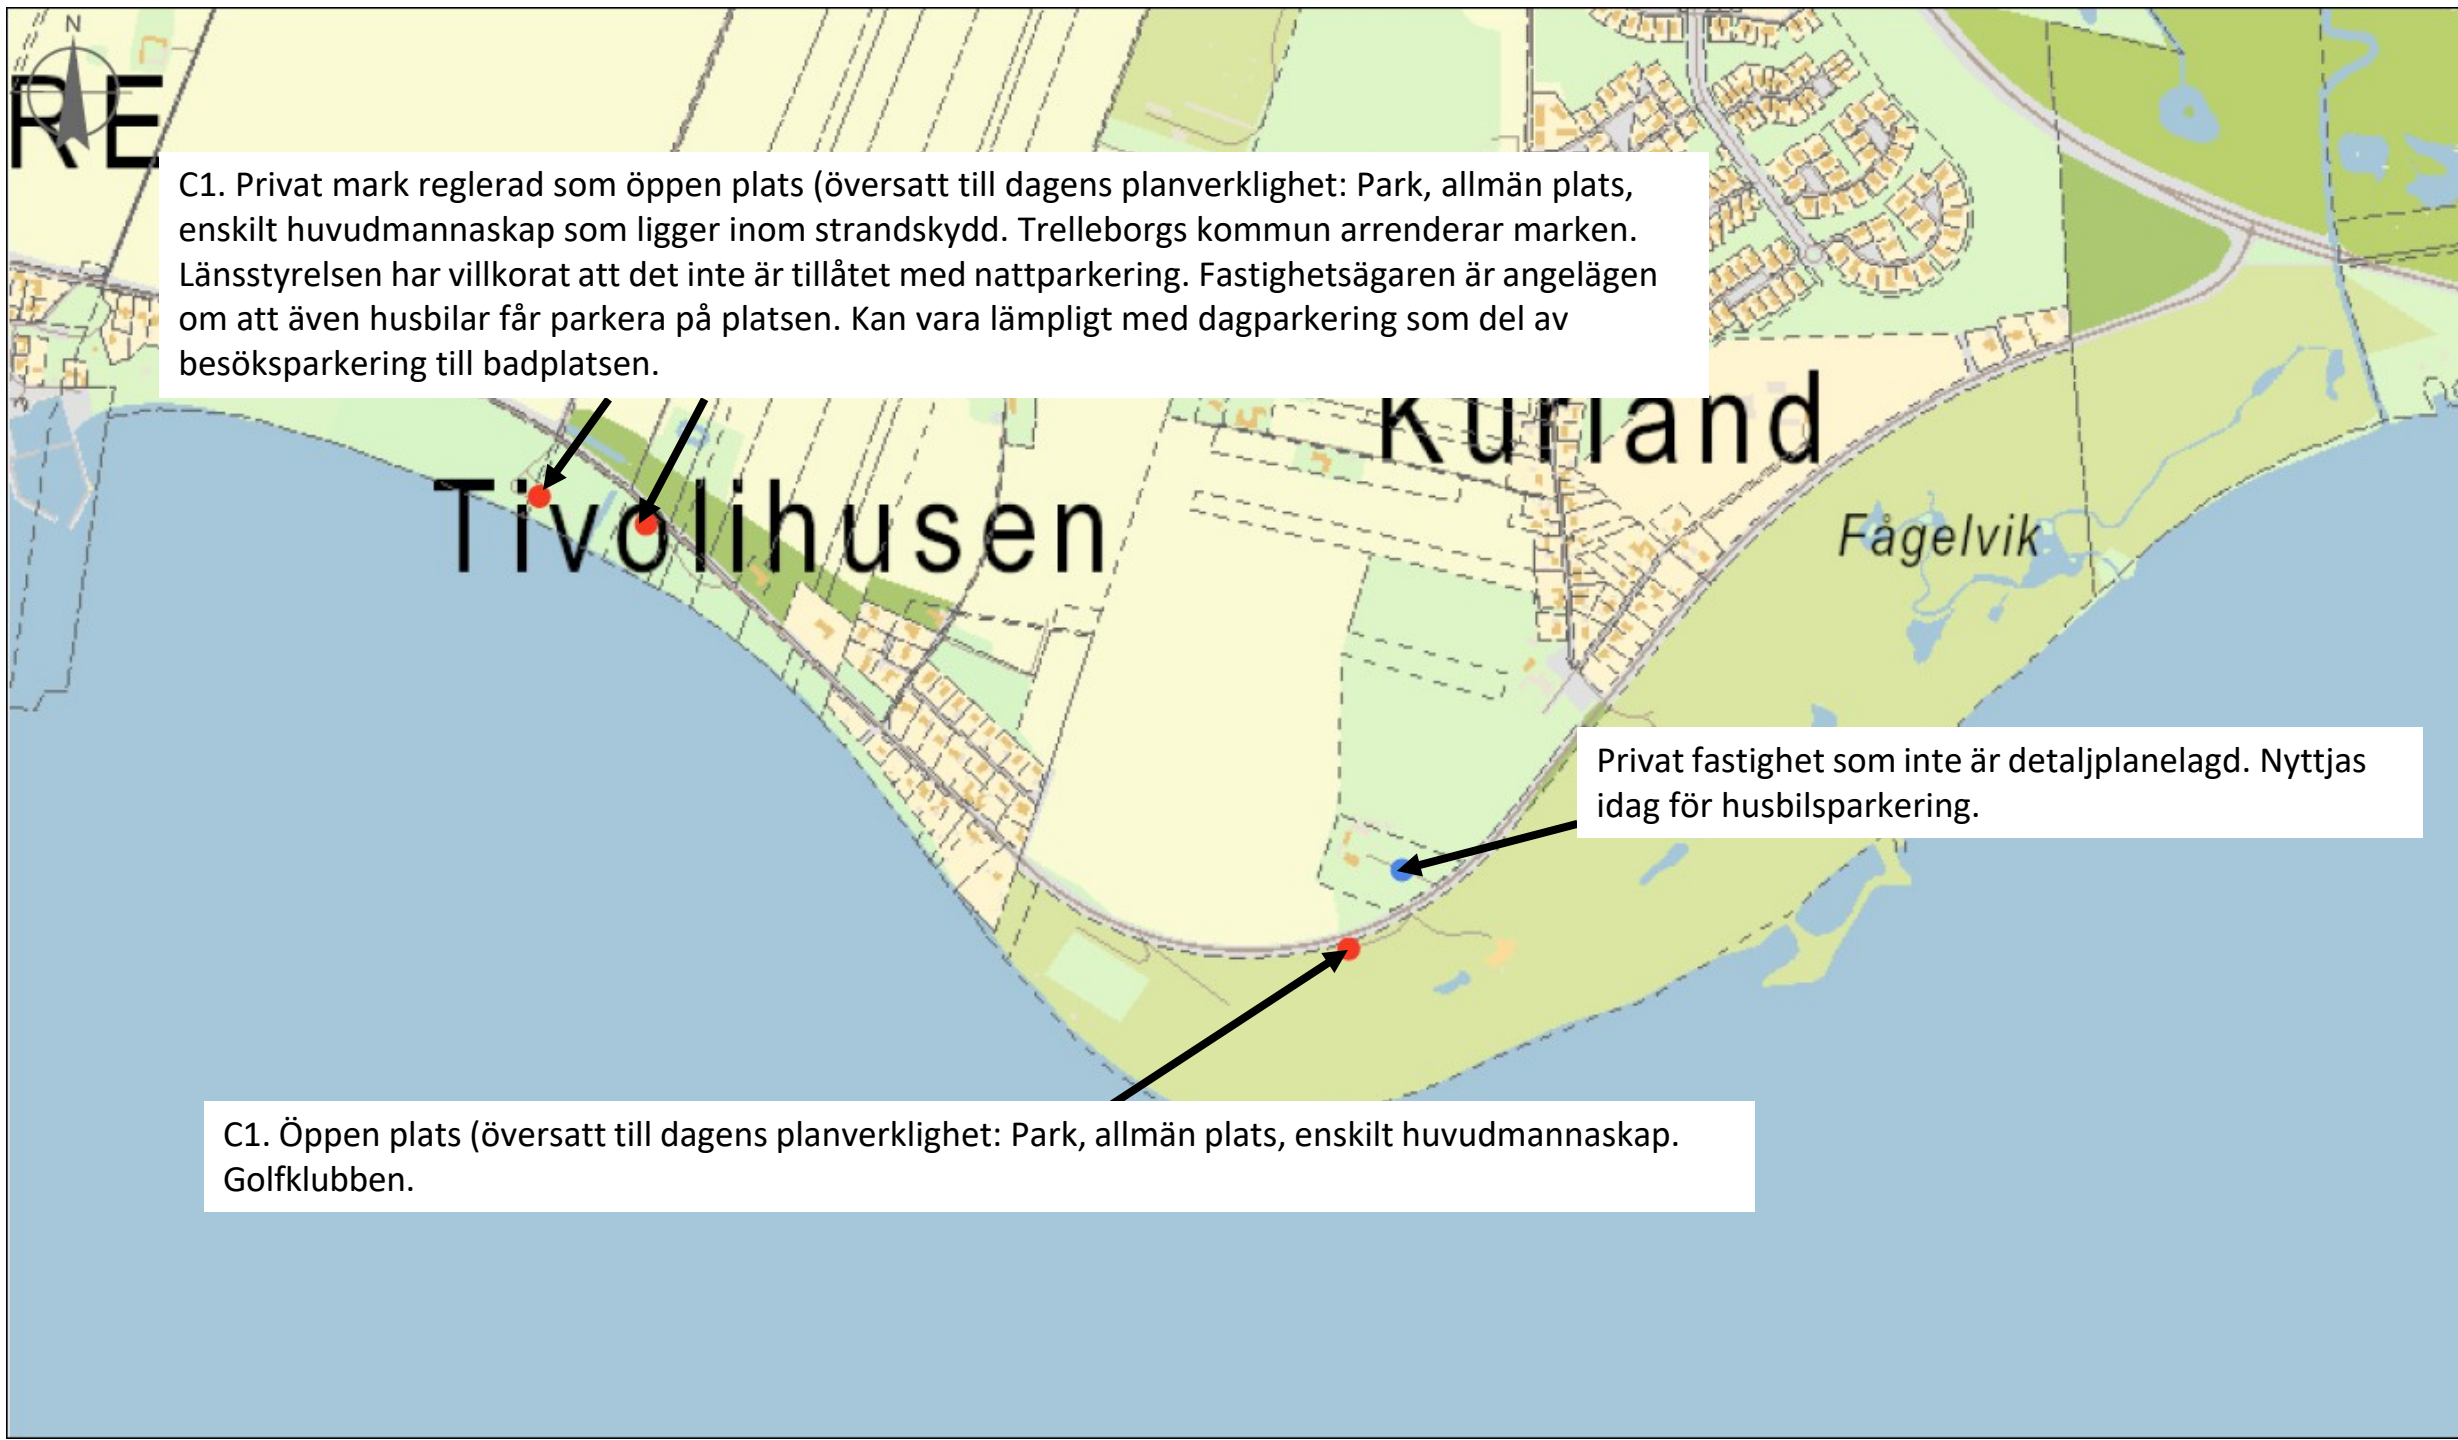 N
RE
C1. Privat mark reglerad som öppen plats (översatt till dagens planverklighet: Park, allmän plats,
enskilt huvudmannaskap som ligger inom strandskydd. Trelleborgs kommun arrenderar marken.
Länsstyrelsen har villkorat att det inte är tillåtet med nattparkering. Fastighetsägaren är angelägen
om att även husbilar får parkera på platsen. Kan vara lämpligt med dagparkering som del av
besöksparkering till badplatsen.
Kurland
Tivolihusen
Fågelvik
Privat fastighet som inte är detaljplanelagd. Nyttjas
idag för husbilsparkering.
C1. Öppen plats (översatt till dagens planverklighet: Park, allmän plats, enskilt huvudmannaskap.
Golfklubben.